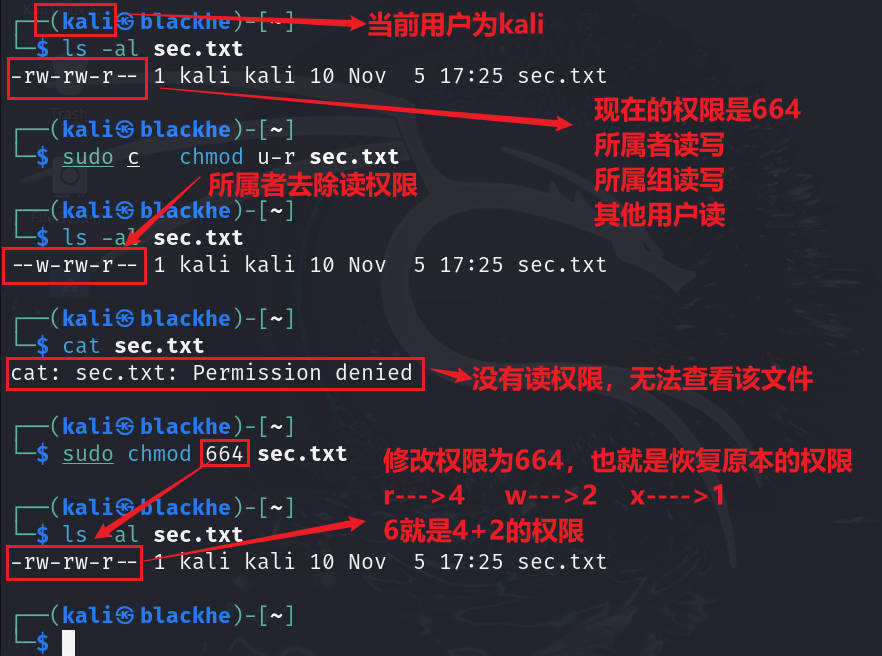 ┌──(kali㉿blackhe)-[~] 当前用户为kali
└─$ ls -al sec.txt
-rw-rw-r-- 1 kali kali 10 Nov  5 17:25 sec.txt
现在的权限是664
所属者读写
所属组读写
其他用户读
┌──(kali㉿blackhe)-[~]
└─$ sudo c   chmod u-r sec.txt
所属者去除读权限
┌──(kali㉿blackhe)-[~]
└─$ ls -al sec.txt
--w-rw-r-- 1 kali kali 10 Nov  5 17:25 sec.txt
┌──(kali㉿blackhe)-[~]
└─$ cat sec.txt
cat: sec.txt: Permission denied 没有读权限，无法查看该文件
┌──(kali㉿blackhe)-[~]
└─$ sudo chmod 664 sec.txt
修改权限为664，也就是恢复原本的权限
r--->4 w--->2 x---->1
6就是4+2的权限
┌──(kali㉿blackhe)-[~]
└─$ ls -al sec.txt
-rw-rw-r-- 1 kali kali 10 Nov  5 17:25 sec.txt
┌──(kali㉿blackhe)-[~]
└─$